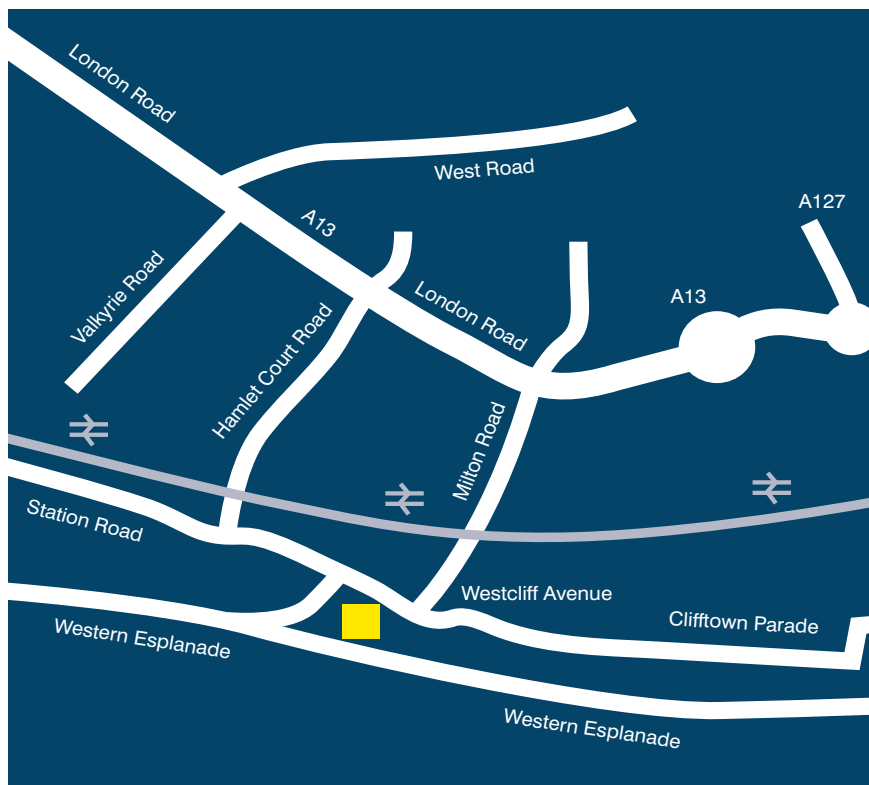 London Road
West Road
A127
A13
Valkyrie Road
A13
London Road
Hamlet Court Road
Milton Road
Station Road
Westcliff Avenue
Clifftown Parade
Western Esplanade
Western Esplanade